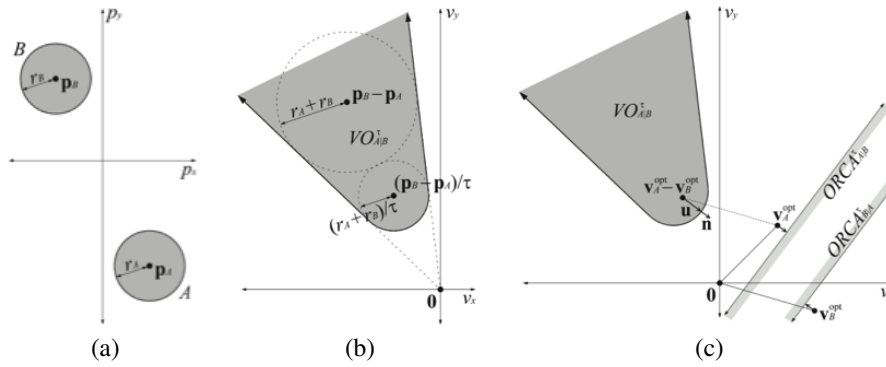 p_y
B
r_B
p_B
p_x
r_A
p_A
A
(a)
v_y
r_A+r_B
p_B−p_A
VO^τ_{A|B}
(p_B−p_A)/τ
(r_A+r_B)/τ
0
v_x
(b)
v_y
VO^τ_{A|B}
v_A^opt−v_B^opt
u
n
v_A^opt
ORCA^τ_{A|B}
ORCA^τ_{B|A}
0
v_B^opt
v
(c)